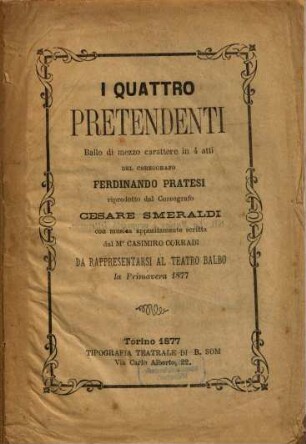 I QUATTRO
PRETENDENTI
Ballo di mezzo carattere in 4 atti
DEL COREOGRAFO
FERDINANDO PRATESI
riprodotto dal Coreografo
CESARE SMERALDI
con musica appositamente scritta
dal Mº CASIMIRO CORRADI
DA RAPPRESENTARSI AL TEATRO BALBO
la Primavera 1877
Torino 1877
TIPOGRAFIA TEATRALE DI B. SOM
Via Carlo Alberto, 22.